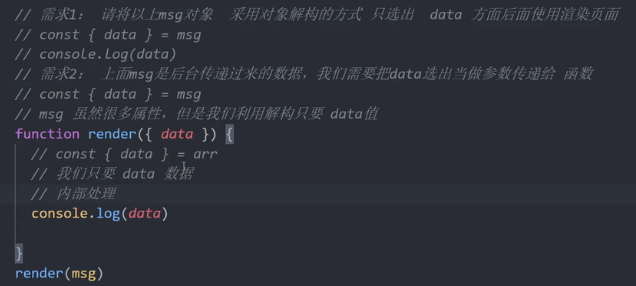 // 需求1： 请将以上msg对象 采用对象解构的方式 只选出 data 方面后面使用渲染页面
// const { data } = msg
// console.log(data)
// 需求2： 上面msg是后台传递过来的数据，我们需要把data选出当做参数传递给 函数
// const { data } = msg
// msg 虽然很多属性，但是我们利用解构只要 data值
function render({ data }) {
// const { data } = arr
// 我们只要 data 数据
// 内部处理
console.log(data)
}
render(msg)